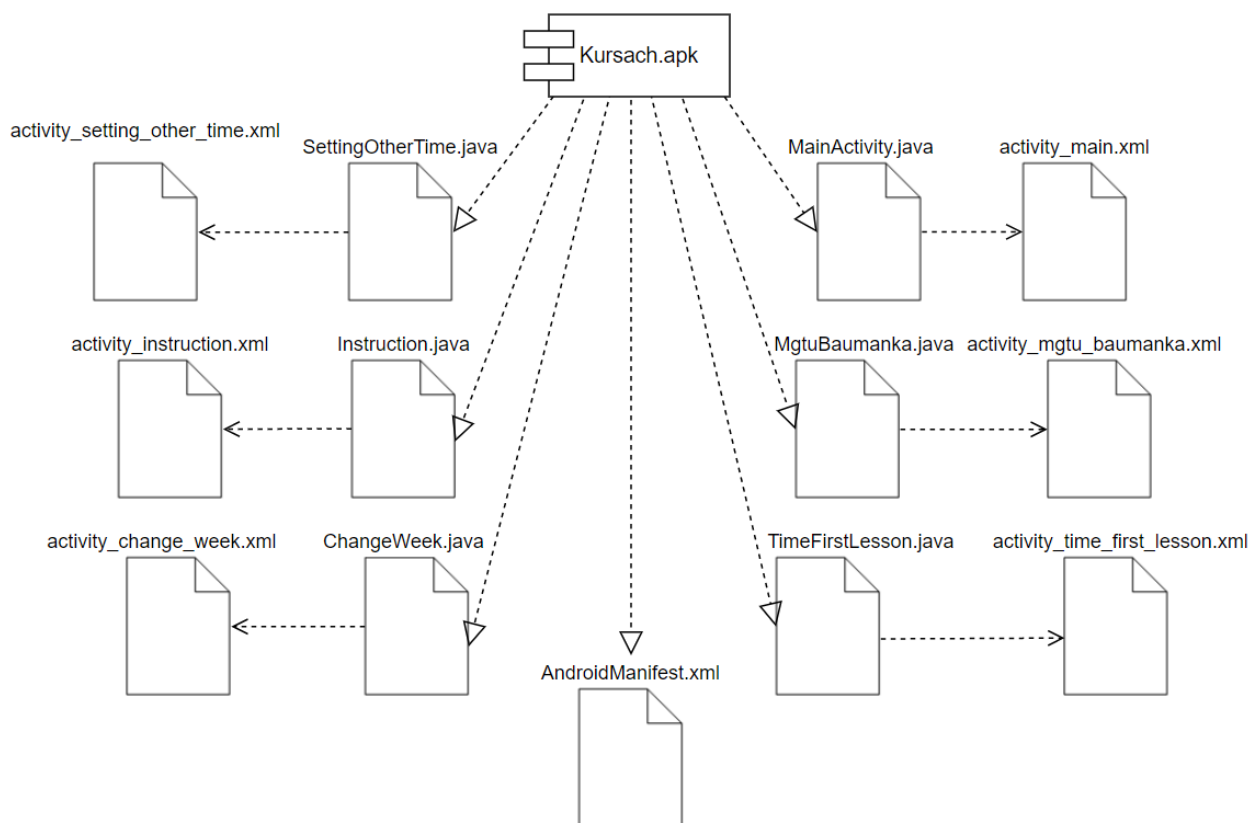 Kursach.apk
activity_setting_other_time.xml
SettingOtherTime.java
MainActivity.java
activity_main.xml
activity_instruction.xml
Instruction.java
MgtuBaumanka.java
activity_mgtu_baumanka.xml
activity_change_week.xml
ChangeWeek.java
TimeFirstLesson.java
activity_time_first_lesson.xml
AndroidManifest.xml